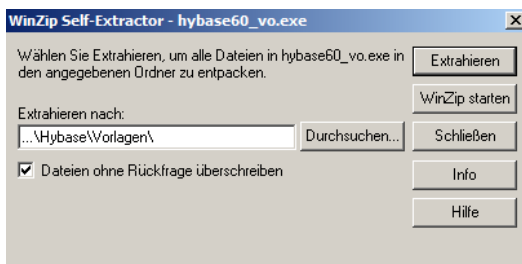 WinZip Self-Extractor - hybase60_vo.exe
Wählen Sie Extrahieren, um alle Dateien in hybase60_vo.exe in
den angegebenen Ordner zu entpacken.
Extrahieren nach:
...\Hybase\Vorlagen\
Durchsuchen...
Dateien ohne Rückfrage überschreiben
Extrahieren
WinZip starten
Schließen
Info
Hilfe